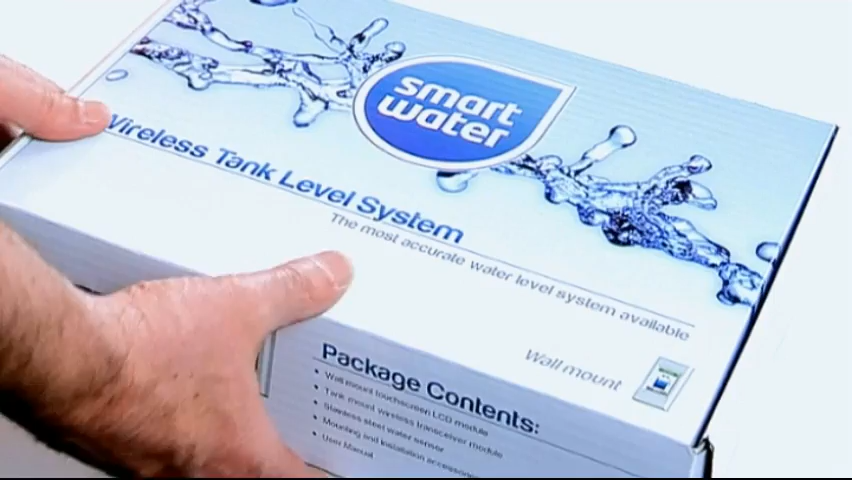 smart
water
Wireless Tank Level System
The most accurate water level system available
Wall mount
Package Contents:
• Wall mount touchscreen LCD module
• Tank mount wireless transceiver module
• Stainless steel water sensor
• Mounting and installation accessories
• User Manual